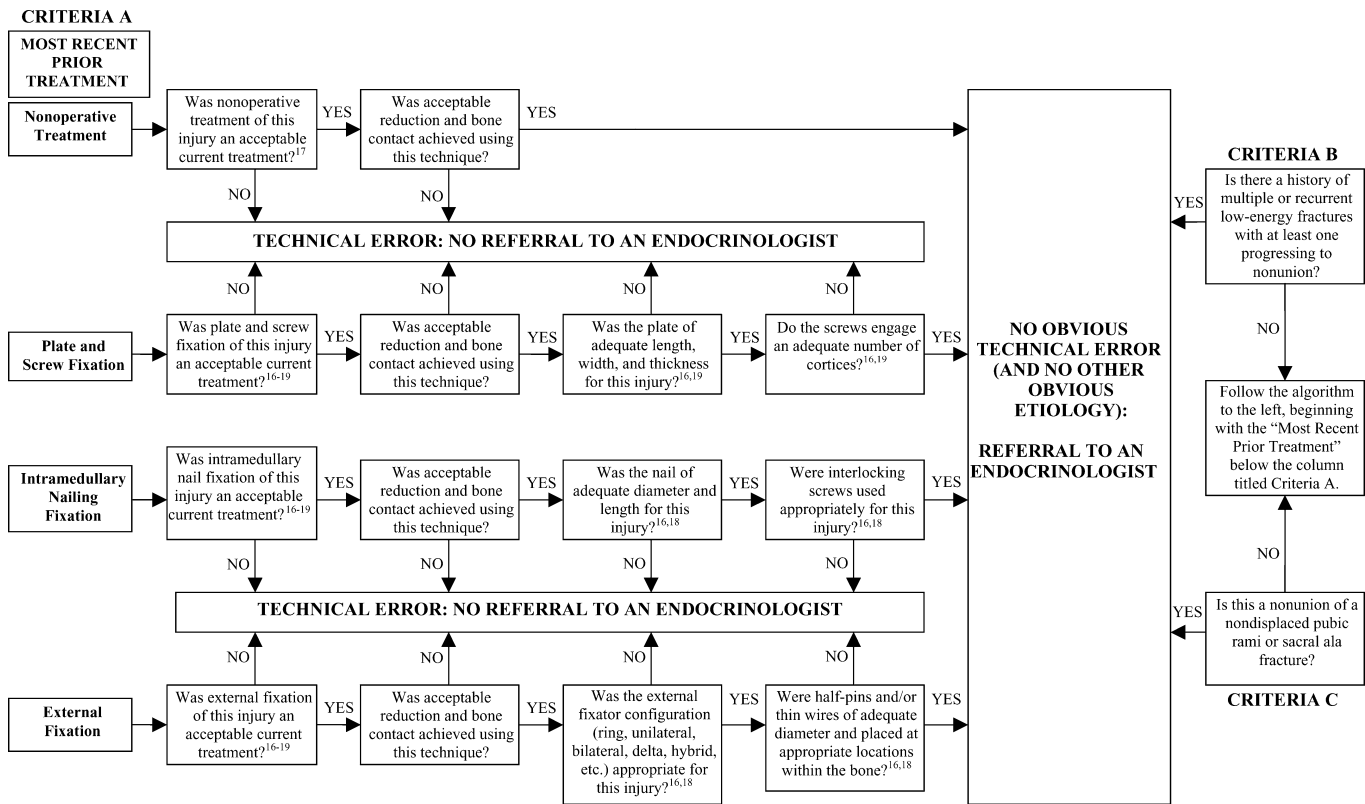 CRITERIA A
MOST RECENT
PRIOR
TREATMENT
Nonoperative
Treatment
Was nonoperative
treatment of this
injury an acceptable
current treatment?17
YES
Was acceptable
reduction and bone
contact achieved using
this technique?
YES
NO
NO
TECHNICAL ERROR: NO REFERRAL TO AN ENDOCRINOLOGIST
NO
NO
NO
NO
Plate and
Screw Fixation
Was plate and screw
fixation of this injury
an acceptable current
treatment?16-19
YES
Was acceptable
reduction and bone
contact achieved using
this technique?
YES
Was the plate of
adequate length,
width, and thickness
for this injury?16,19
YES
Do the screws engage
an adequate number of
cortices?16,19
YES
Intramedullary
Nailing
Fixation
Was intramedullary
nail fixation of this
injury an acceptable
current treatment?16-19
YES
Was acceptable
reduction and bone
contact achieved using
this technique?
YES
Was the nail of
adequate diameter and
length for this
injury?16,18
YES
Were interlocking
screws used
appropriately for this
injury?16,18
YES
NO
NO
NO
NO
TECHNICAL ERROR: NO REFERRAL TO AN ENDOCRINOLOGIST
NO
NO
NO
NO
External
Fixation
Was external fixation
of this injury an
acceptable current
treatment?16-19
YES
Was acceptable
reduction and bone
contact achieved using
this technique?
YES
Was the external
fixator configuration
(ring, unilateral,
bilateral, delta, hybrid,
etc.) appropriate for
this injury?16,18
YES
Were half-pins and/or
thin wires of adequate
diameter and placed at
appropriate locations
within the bone?16,18
YES
NO OBVIOUS
TECHNICAL ERROR
(AND NO OTHER
OBVIOUS
ETIOLOGY):
REFERRAL TO AN
ENDOCRINOLOGIST
CRITERIA B
Is there a history of
multiple or recurrent
low-energy fractures
with at least one
progressing to
nonunion?
YES
NO
Follow the algorithm
to the left, beginning
with the “Most Recent
Prior Treatment”
below the column
titled Criteria A.
NO
YES
Is this a nonunion of a
nondisplaced pubic
rami or sacral ala
fracture?
CRITERIA C